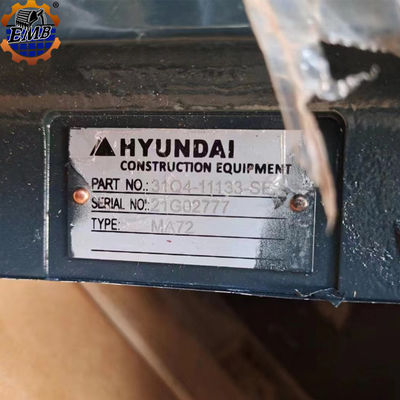 EMB
®
HYUNDAI
CONSTRUCTION EQUIPMENT
PART NO.: 31Q4-11133-SE
SERIAL NO: 21G02777
TYPE: MA72